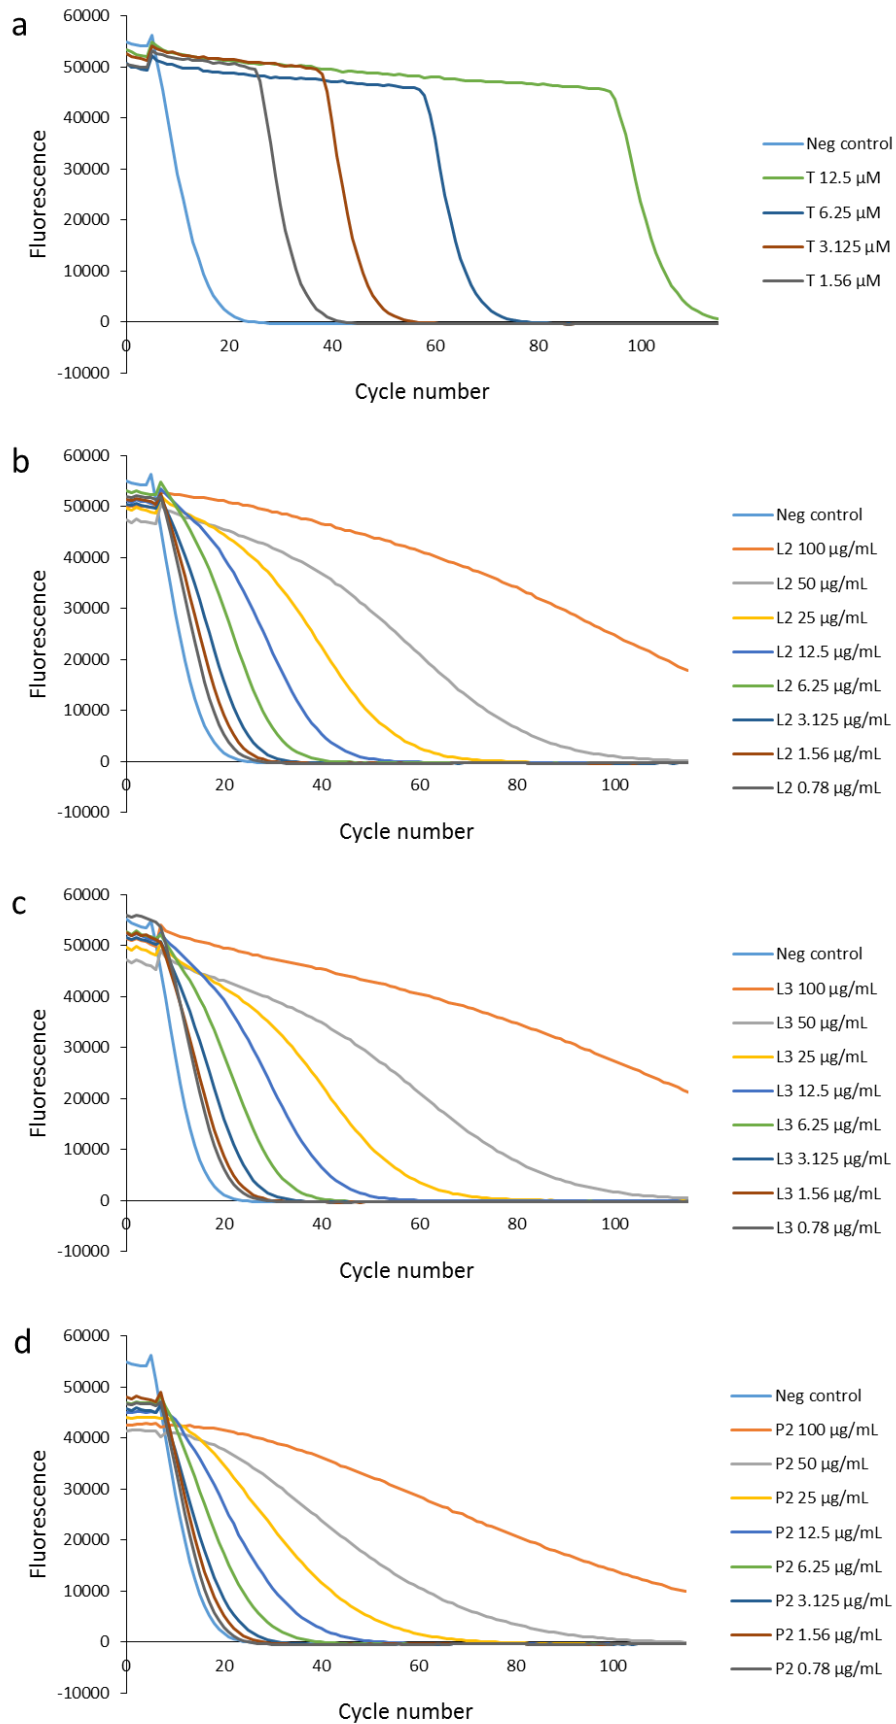 a
60000
50000
40000
30000
20000
10000
0
-10000
0 20 40 60 80 100
Fluorescence
Cycle number
Neg control
T 12.5 µM
T 6.25 µM
T 3.125 µM
T 1.56 µM
b
60000
50000
40000
30000
20000
10000
0
-10000
0 20 40 60 80 100
Fluorescence
Cycle number
Neg control
L2 100 µg/mL
L2 50 µg/mL
L2 25 µg/mL
L2 12.5 µg/mL
L2 6.25 µg/mL
L2 3.125 µg/mL
L2 1.56 µg/mL
L2 0.78 µg/mL
c
60000
50000
40000
30000
20000
10000
0
-10000
0 20 40 60 80 100
Fluorescence
Cycle number
Neg control
L3 100 µg/mL
L3 50 µg/mL
L3 25 µg/mL
L3 12.5 µg/mL
L3 6.25 µg/mL
L3 3.125 µg/mL
L3 1.56 µg/mL
L3 0.78 µg/mL
d
60000
50000
40000
30000
20000
10000
0
-10000
0 20 40 60 80 100
Fluorescence
Cycle number
Neg control
P2 100 µg/mL
P2 50 µg/mL
P2 25 µg/mL
P2 12.5 µg/mL
P2 6.25 µg/mL
P2 3.125 µg/mL
P2 1.56 µg/mL
P2 0.78 µg/mL